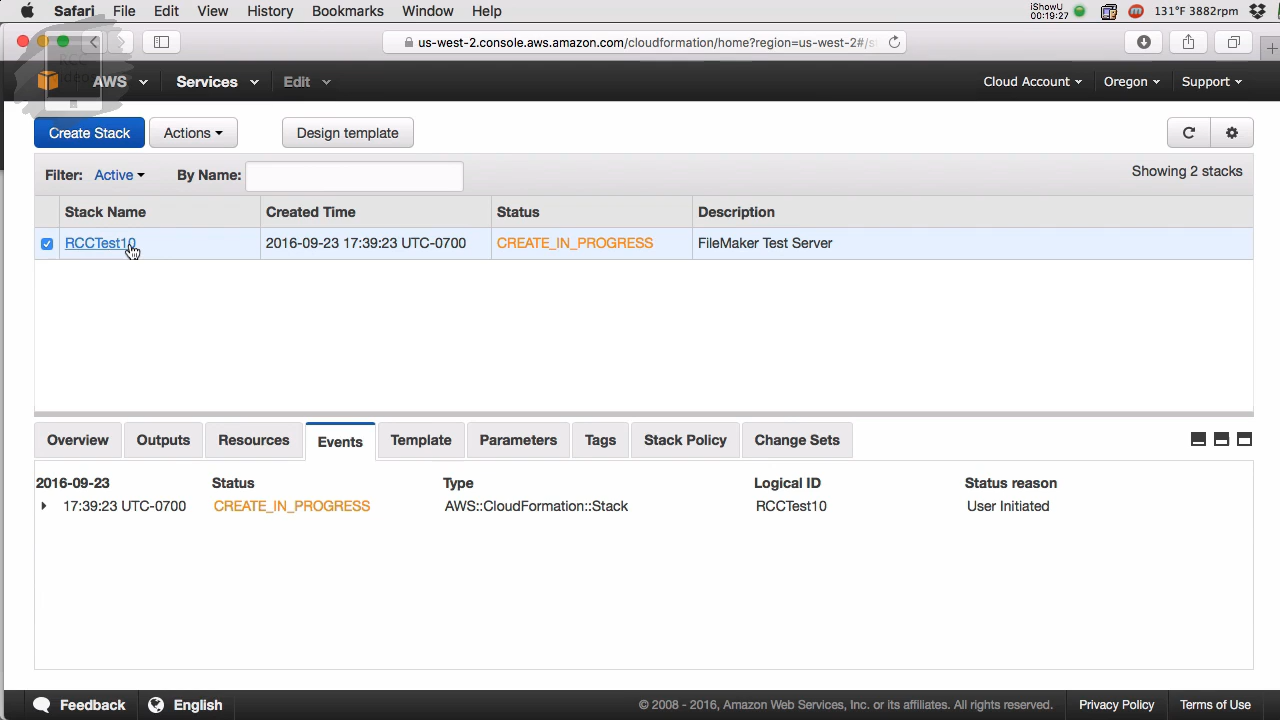 Safari File Edit View History Bookmarks Window Help iShowU 00:19:27 131°F 3882rpm
us-west-2.console.aws.amazon.com/cloudformation/home?region=us-west-2#/s
AWS Services Edit Cloud Account Oregon Support
Create Stack Actions Design template
Filter: Active By Name: Showing 2 stacks
Stack Name Created Time Status Description
RCCTest10 2016-09-23 17:39:23 UTC-0700 CREATE_IN_PROGRESS FileMaker Test Server
Overview Outputs Resources Events Template Parameters Tags Stack Policy Change Sets
2016-09-23 Status Type Logical ID Status reason
17:39:23 UTC-0700 CREATE_IN_PROGRESS AWS::CloudFormation::Stack RCCTest10 User Initiated
Feedback English © 2008 - 2016, Amazon Web Services, Inc. or its affiliates. All rights reserved. Privacy Policy Terms of Use